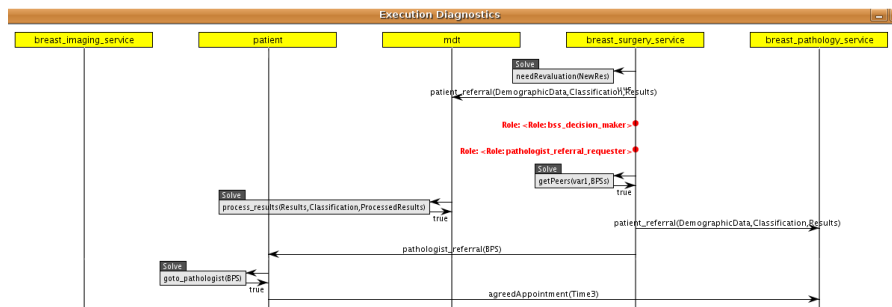 Execution Diagnostics
breast_imaging_service
patient
mdt
breast_surgery_service
breast_pathology_service
Solve
needRevaluation(NewRes)
patient_referral(DemographicData,Classification,Results)
Role: <Role: bss_decision_maker>
Role: <Role: pathologist_referral_requester>
Solve
getPeers(var1,BPSs)
true
Solve
process_results(Results,Classification,ProcessedResults)
true
patient_referral(DemographicData,Classification,Results)
pathologist_referral(BPS)
Solve
goto_pathologist(BPS)
true
agreedAppointment(Time3)